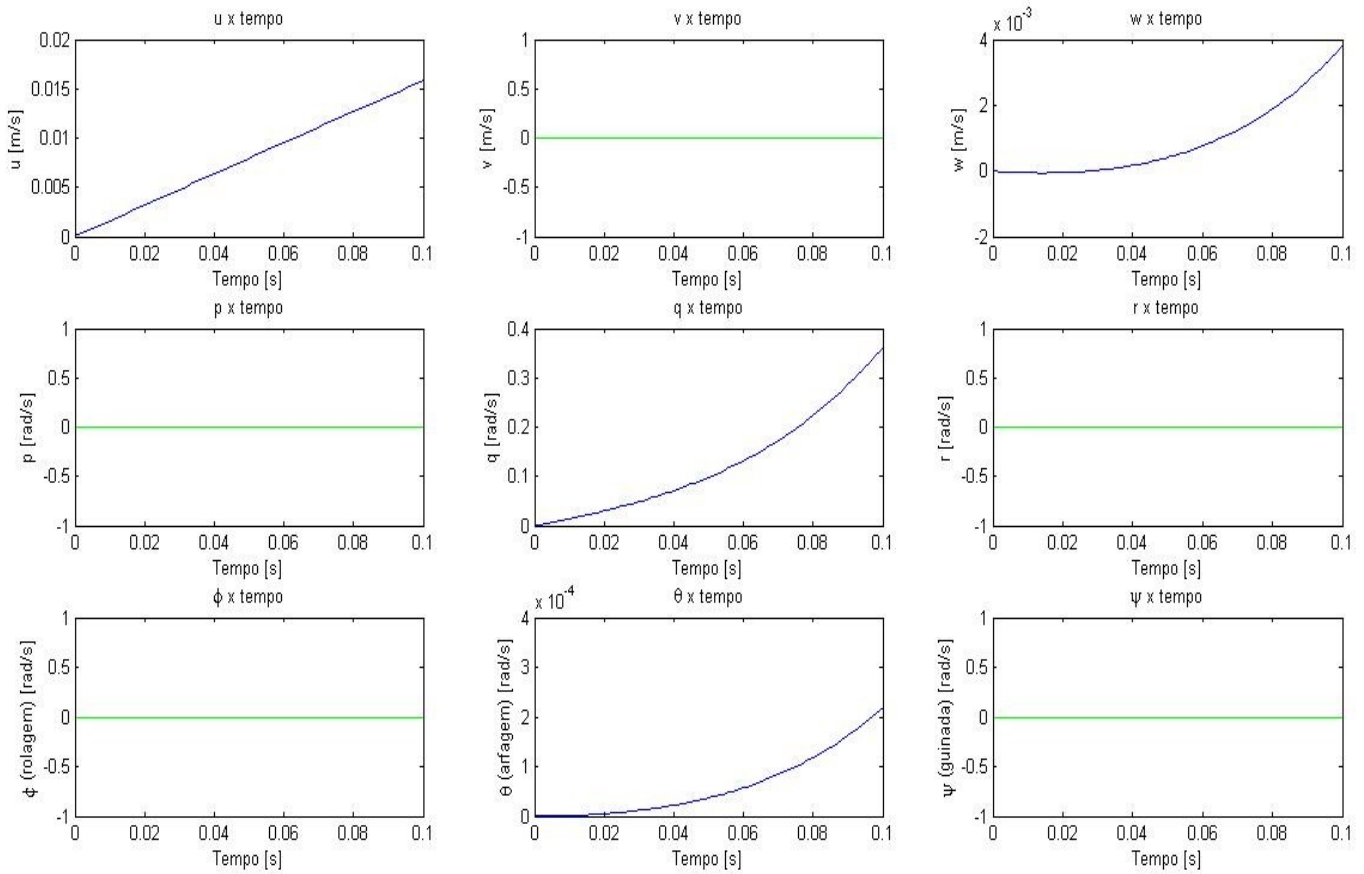 u x tempo
0.02
0.015
0.01
0.005
0
u [m/s]
0 0.02 0.04 0.06 0.08 0.1
Tempo [s]
v x tempo
1
0.5
0
-0.5
-1
v [m/s]
0 0.02 0.04 0.06 0.08 0.1
Tempo [s]
w x tempo
x 10⁻³
4
2
0
-2
w [m/s]
0 0.02 0.04 0.06 0.08 0.1
Tempo [s]
p x tempo
1
0.5
0
-0.5
-1
p [rad/s]
0 0.02 0.04 0.06 0.08 0.1
Tempo [s]
q x tempo
0.4
0.3
0.2
0.1
0
q [rad/s]
0 0.02 0.04 0.06 0.08 0.1
Tempo [s]
r x tempo
1
0.5
0
-0.5
-1
r [rad/s]
0 0.02 0.04 0.06 0.08 0.1
Tempo [s]
ϕ x tempo
1
0.5
0
-0.5
-1
ϕ (rolagem) [rad/s]
0 0.02 0.04 0.06 0.08 0.1
Tempo [s]
θ x tempo
x 10⁻⁴
4
3
2
1
0
θ (arfagem) [rad/s]
0 0.02 0.04 0.06 0.08 0.1
Tempo [s]
ψ x tempo
1
0.5
0
-0.5
-1
ψ (guinada) [rad/s]
0 0.02 0.04 0.06 0.08 0.1
Tempo [s]